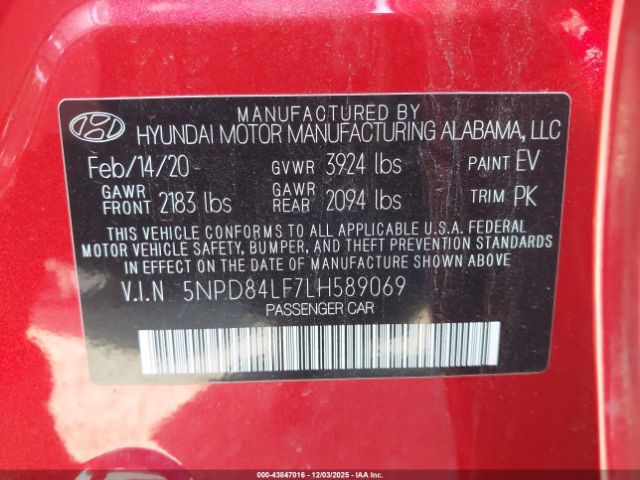 MANUFACTURED BY
HYUNDAI MOTOR MANUFACTURING ALABAMA, LLC
Feb/14/20 GVWR 3924 lbs PAINT EV
GAWR FRONT 2183 lbs GAWR REAR 2094 lbs TRIM PK
THIS VEHICLE CONFORMS TO ALL APPLICABLE U.S.A. FEDERAL
MOTOR VEHICLE SAFETY, BUMPER, AND THEFT PREVENTION STANDARDS
IN EFFECT ON THE DATE OF MANUFACTURE SHOWN ABOVE.
V.I.N 5NPD84LF7LH589069
PASSENGER CAR
000-43847016 - 12/03/2025 - IAAI.COM